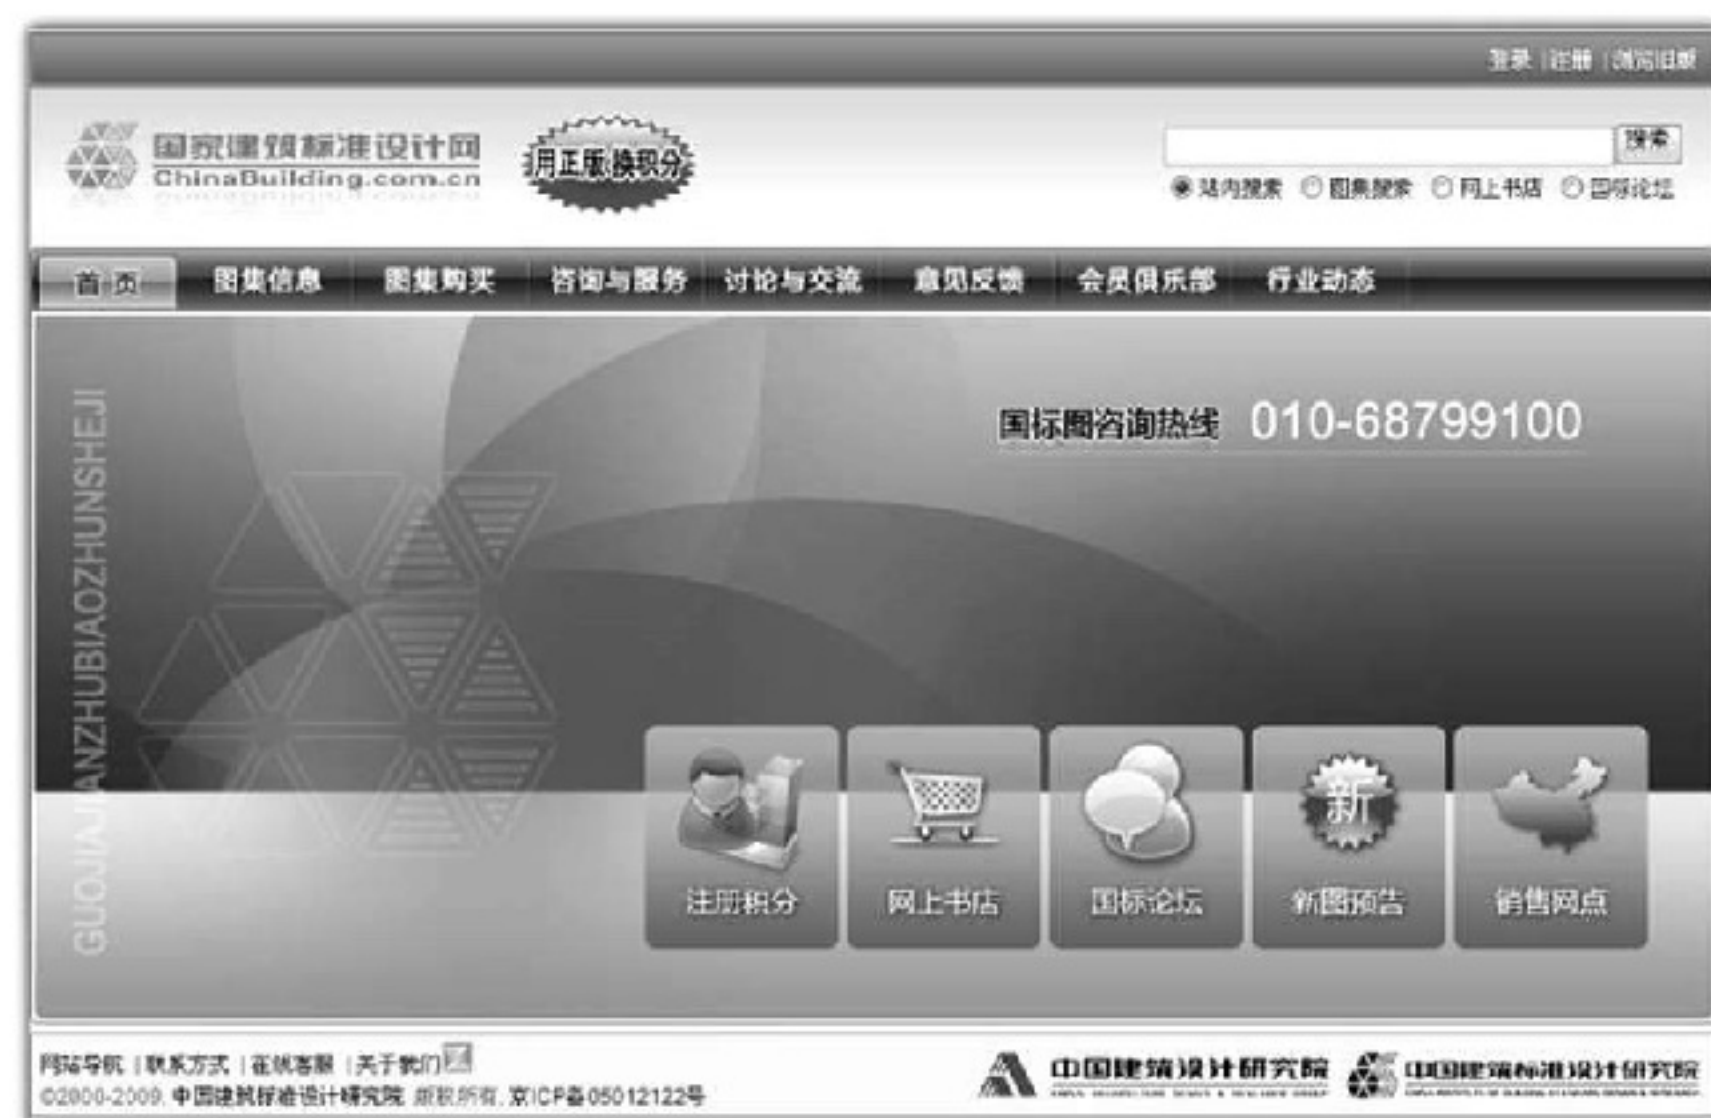 登录 | 注册 | 浏览旧版
国家建筑标准设计网
ChinaBuilding.com.cn
用正版 换积分
搜索
站内搜索 图集搜索 网上书店 国标论坛
首 页 图集信息 图集购买 咨询与服务 讨论与交流 意见反馈 会员俱乐部 行业动态
国标图咨询热线 010-68799100
GUOJIAJIANZHUBIAOZHUNSHEJI
新
注册积分 网上书店 国标论坛 新图预告 销售网点
网站导航 | 联系方式 | 在线客服 | 关于我们
©2000-2009. 中国建筑标准设计研究院 版权所有. 京ICP备05012122号
中国建筑设计研究院 中国建筑标准设计研究院